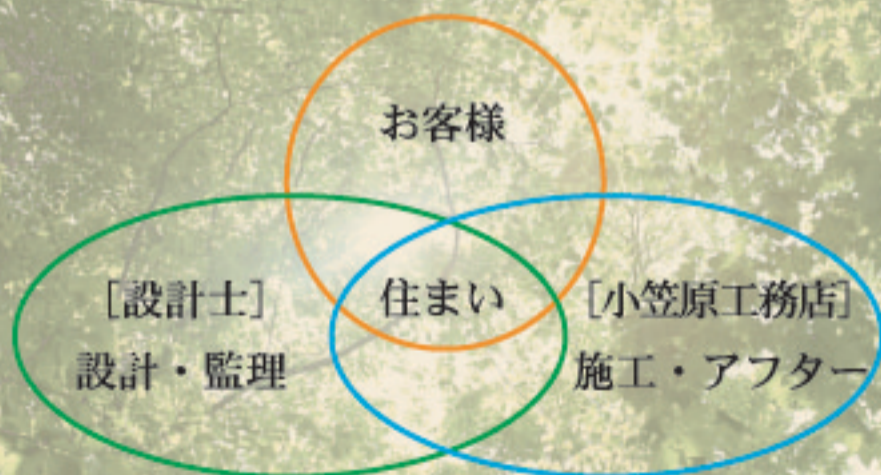 お客様
住まい
［設計士］
設計・監理
［小笠原工務店］
施工・アフター